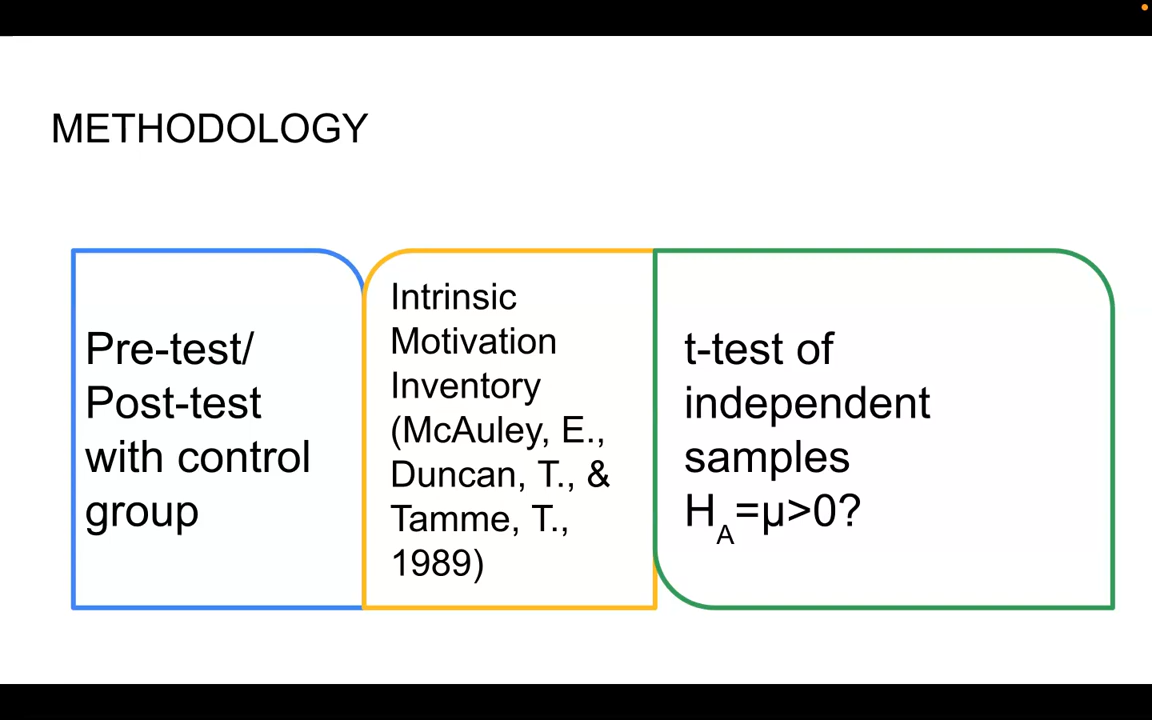 METHODOLOGY
Pre-test/
Post-test
with control
group
Intrinsic
Motivation
Inventory
(McAuley, E.,
Duncan, T., &
Tamme, T.,
1989)
t-test of
independent
samples
H_A=μ>0?